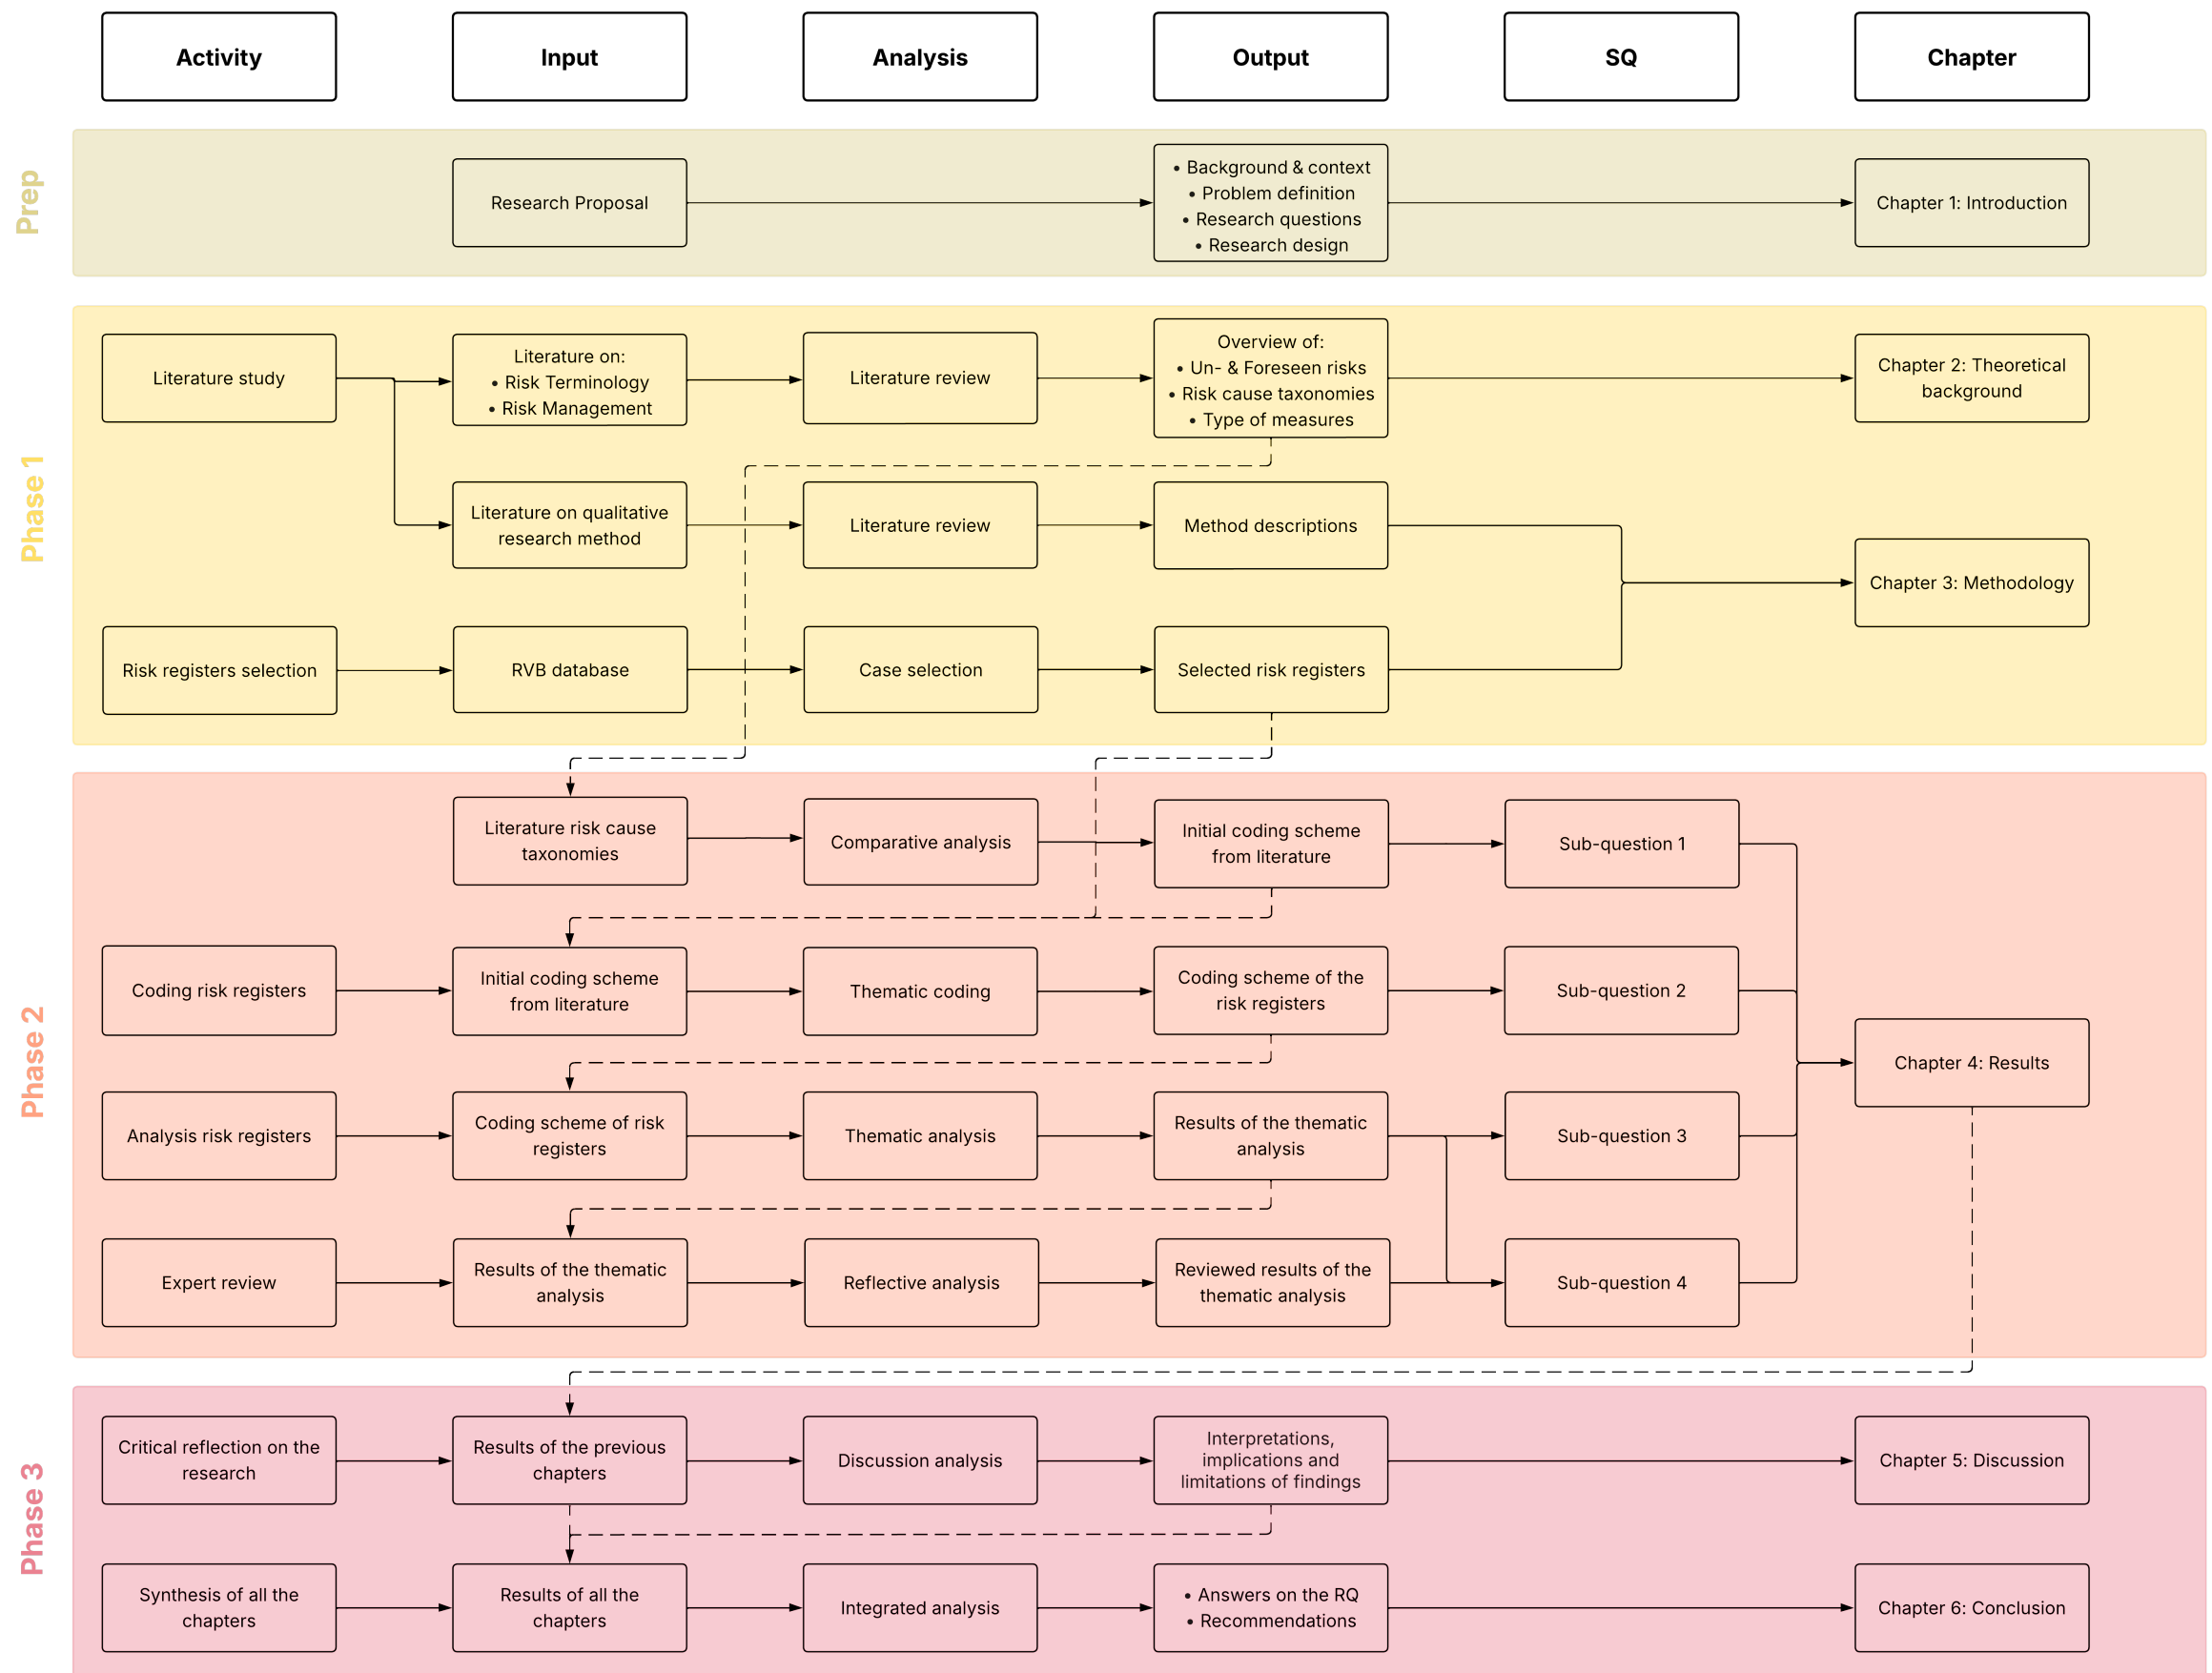 Activity
Input
Analysis
Output
SQ
Chapter
Prep
Research Proposal
• Background & context
• Problem definition
• Research questions
• Research design
Chapter 1: Introduction
Phase 1
Literature study
Literature on:
• Risk Terminology
• Risk Management
Literature review
Overview of:
• Un- & Foreseen risks
• Risk cause taxonomies
• Type of measures
Chapter 2: Theoretical
background
Literature on qualitative
research method
Literature review
Method descriptions
Chapter 3: Methodology
Risk registers selection
RVB database
Case selection
Selected risk registers
Phase 2
Literature risk cause
taxonomies
Comparative analysis
Initial coding scheme
from literature
Sub-question 1
Coding risk registers
Initial coding scheme
from literature
Thematic coding
Coding scheme of the
risk registers
Sub-question 2
Chapter 4: Results
Analysis risk registers
Coding scheme of risk
registers
Thematic analysis
Results of the thematic
analysis
Sub-question 3
Expert review
Results of the thematic
analysis
Reflective analysis
Reviewed results of the
thematic analysis
Sub-question 4
Phase 3
Critical reflection on the
research
Results of the previous
chapters
Discussion analysis
Interpretations,
implications and
limitations of findings
Chapter 5: Discussion
Synthesis of all the
chapters
Results of all the
chapters
Integrated analysis
• Answers on the RQ
• Recommendations
Chapter 6: Conclusion